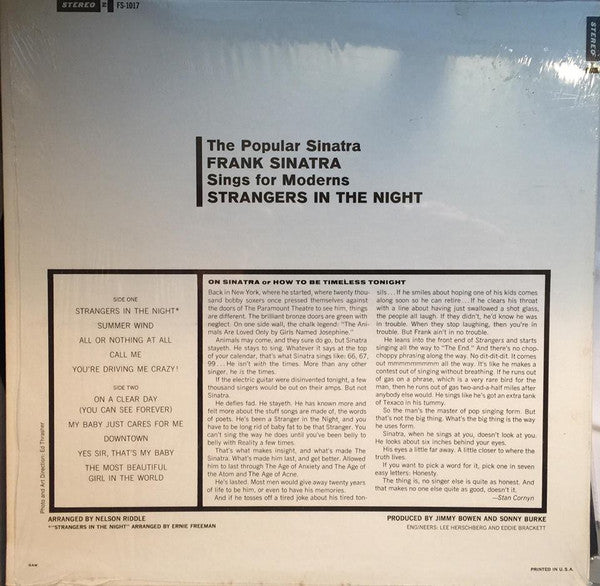 STEREO FS-1017
STEREO
The Popular Sinatra
FRANK SINATRA
Sings for Moderns
STRANGERS IN THE NIGHT
SIDE ONE
STRANGERS IN THE NIGHT*
SUMMER WIND
ALL OR NOTHING AT ALL
CALL ME
YOU'RE DRIVING ME CRAZY!
SIDE TWO
ON A CLEAR DAY
(YOU CAN SEE FOREVER)
MY BABY JUST CARES FOR ME
DOWNTOWN
YES SIR, THAT'S MY BABY
THE MOST BEAUTIFUL
GIRL IN THE WORLD
Photo and Art Direction: Ed Thrasher
ON SINATRA or HOW TO BE TIMELESS TONIGHT
Back in New York, where he started, where twenty thou-
sand bobby soxers once pressed themselves against
the doors of The Paramount Theatre to see him, things
are different. The brilliant bronze doors are green with
neglect. On one side wall, the chalk legend: "The Ani-
mals Are Loved Only by Girls Named Josephine."
Animals may come, and they sure do go, but Sinatra
stayeth. He stays to sing. Whatever it says at the top
of your calendar, that's what Sinatra sings like: 66, 67,
99... He isn't with the times. More than any other
singer, he is the times.
If the electric guitar were disinvented tonight, a few
thousand singers would be out on their amps. But not
Sinatra.
He defies fad. He stayeth. He has known more and
felt more about the stuff songs are made of, the words
of poets. He's been a Stranger in the Night, and you
have to be long rid of baby fat to be that Stranger. You
can't sing the way he does until you've been belly to
belly with Reality a few times.
That's what makes insight, and what's made The
Sinatra. What's made him last, and get better. Allowed
him to last through The Age of Anxiety and The Age of
the Atom and The Age of Acne.
He's lasted. Most men would give away twenty years
of life to be him, or even to have his memories.
And if he tosses off a tired joke about his tired ton-
sils... If he smiles about hoping one of his kids comes
along soon so he can retire... If he clears his throat
with a line about having just swallowed a shot glass,
the people all laugh. If they didn't, he'd know he was
in trouble. When they stop laughing, then you're in
trouble. But Frank ain't in no trouble.
He leans into the front end of Strangers and starts
singing all the way to "The End." And there's no chop-
choppy phrasing along the way. No dit-dit-dit. It comes
out mmmmmmmmm all the way. It's like he makes a
contest out of singing without breathing. If he runs out
of gas on a phrase, which is a very rare bird for the
man, then he runs out of gas two-and-a-half miles after
anybody else would. He sings like he's got an extra tank
of Texaco in his tummy.
So the man's the master of pop singing form. But
that's not the big thing. What's the big thing is the way
he uses form.
Sinatra, when he sings at you, doesn't look at you.
He looks about six inches behind your eyes.
His eyes a little far away. A little closer to where the
truth lives.
If you want to pick a word for it, pick one in seven
easy letters: Honesty.
The thing is, no singer else is quite as honest. And
that makes no one else quite as good, doesn't it.
—Stan Cornyn
ARRANGED BY NELSON RIDDLE
*"STRANGERS IN THE NIGHT" ARRANGED BY ERNIE FREEMAN
PRODUCED BY JIMMY BOWEN AND SONNY BURKE
ENGINEERS: LEE HERSCHBERG AND EDDIE BRACKETT
PRINTED IN U.S.A.